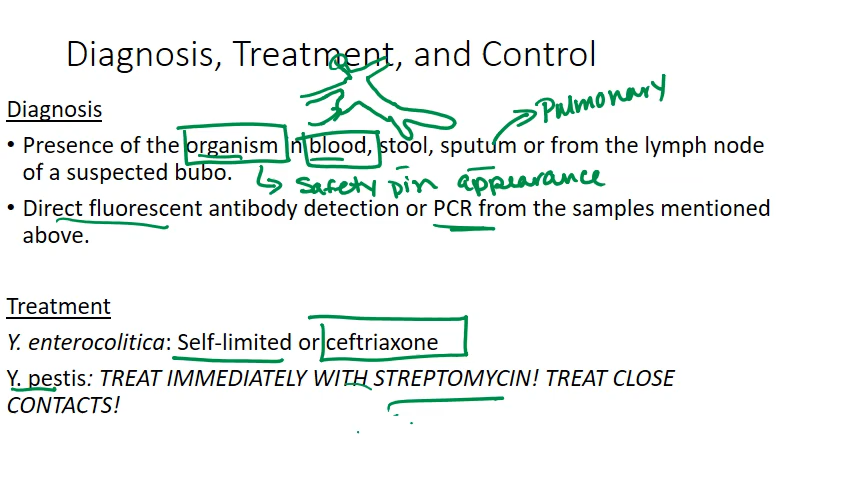 Diagnosis, Treatment, and Control
Pulmonary
Diagnosis
• Presence of the organism in blood, stool, sputum or from the lymph node
of a suspected bubo.
safety pin appearance
• Direct fluorescent antibody detection or PCR from the samples mentioned
above.
Treatment
Y. enterocolitica: Self-limited or ceftriaxone
Y. pestis: TREAT IMMEDIATELY WITH STREPTOMYCIN! TREAT CLOSE
CONTACTS!